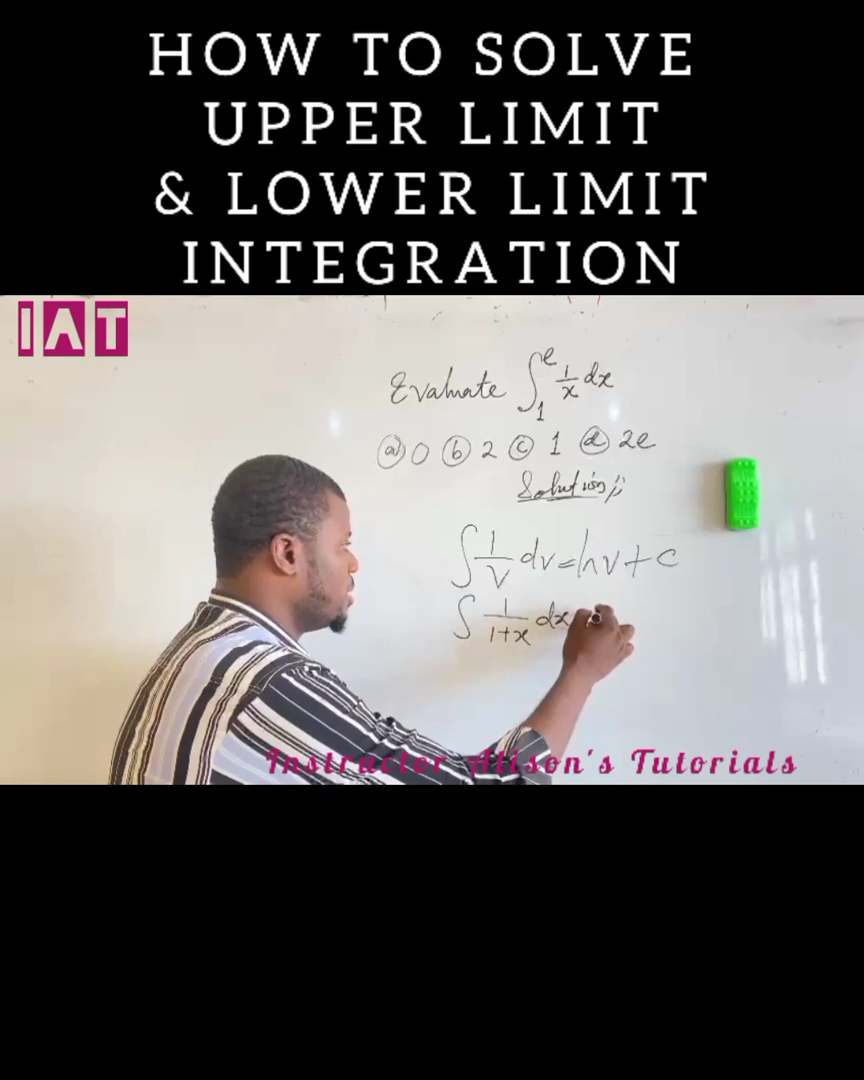 HOW TO SOLVE
UPPER LIMIT
& LOWER LIMIT
INTEGRATION
IAT
Evaluate ∫₁ᵉ 1/x dx
(a) 0 (b) 2 (c) 1 (d) 2e
Solution;;
∫ 1/v dv = ln v + c
∫ 1/1+x dx
Instructor Alison's Tutorials